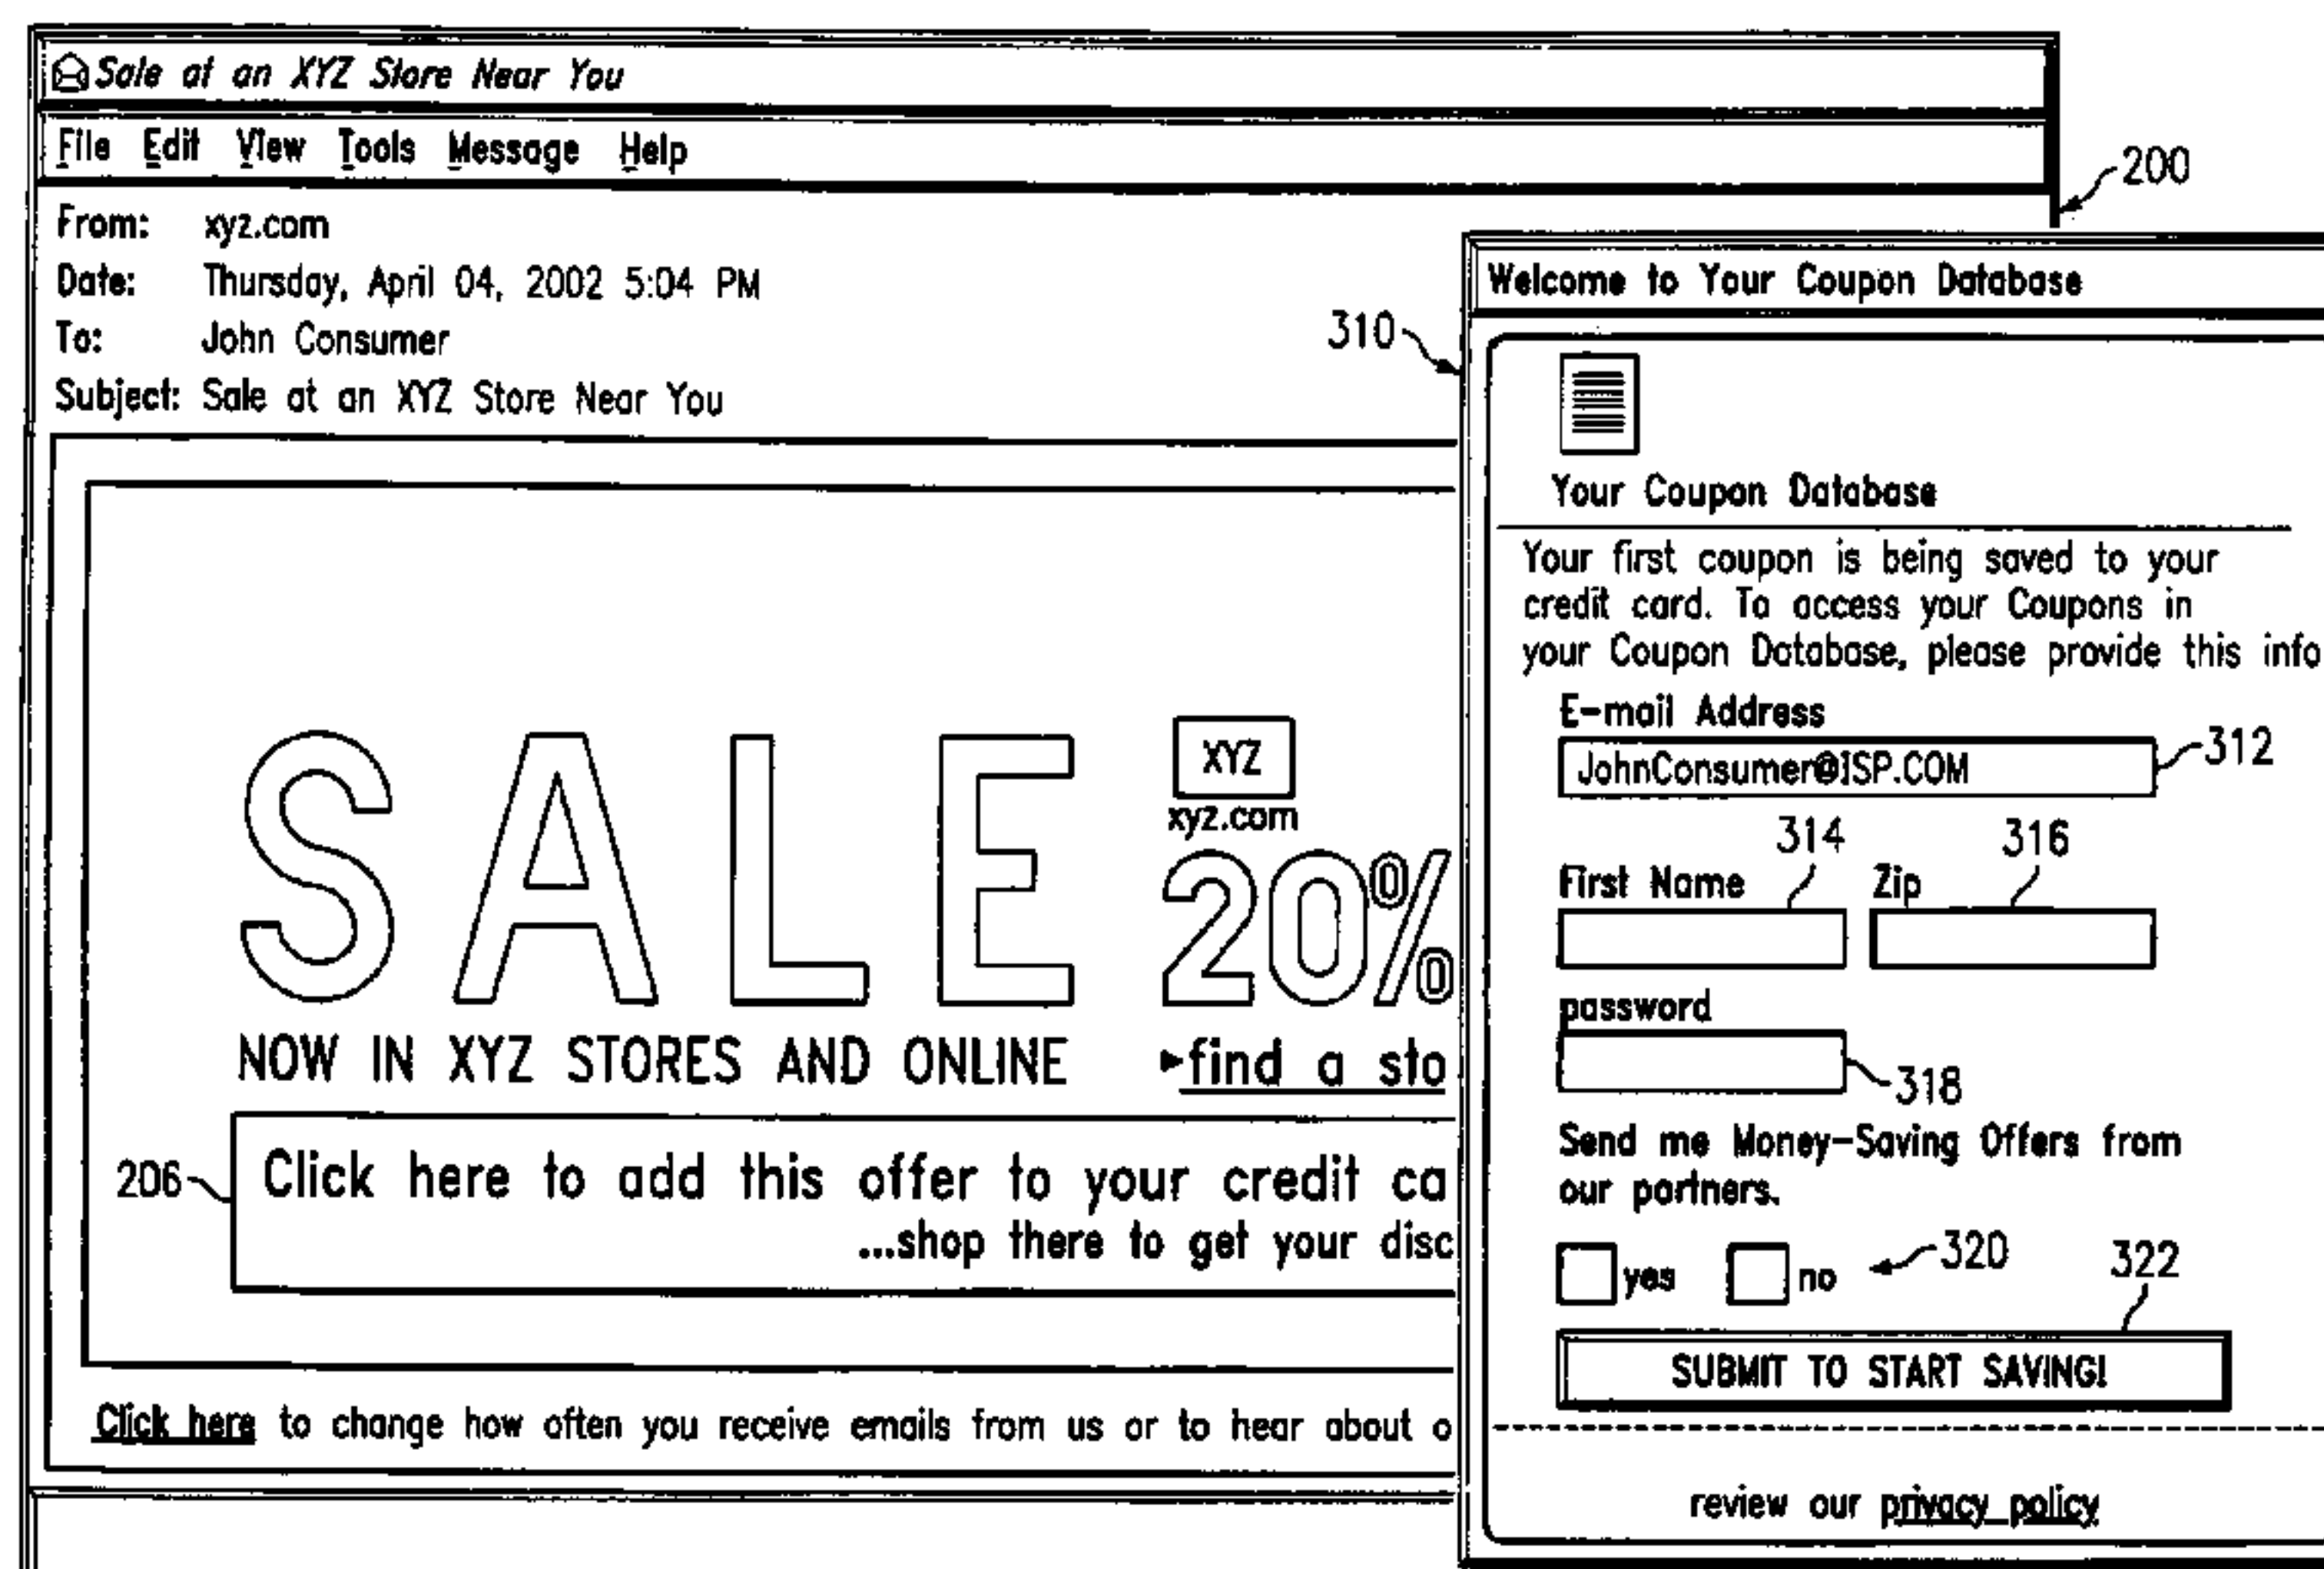 Sale at an XYZ Store Near You
File Edit View Tools Message Help
200
From: xyz.com
Date: Thursday, April 04, 2002 5:04 PM
To: John Consumer
Subject: Sale at an XYZ Store Near You
SALE
XYZ
xyz.com
20%
NOW IN XYZ STORES AND ONLINE
find a sto
206
Click here to add this offer to your credit ca
...shop there to get your disc
Click here to change how often you receive emails from us or to hear about o
310
Welcome to Your Coupon Database
Your Coupon Database
Your first coupon is being saved to your
credit card. To access your Coupons in
your Coupon Database, please provide this info
E-mail Address
JohnConsumer@ISP.COM
312
314 316
First Name Zip
password
318
Send me Money-Saving Offers from
our partners.
yes no
320
322
SUBMIT TO START SAVING!
review our privacy policy